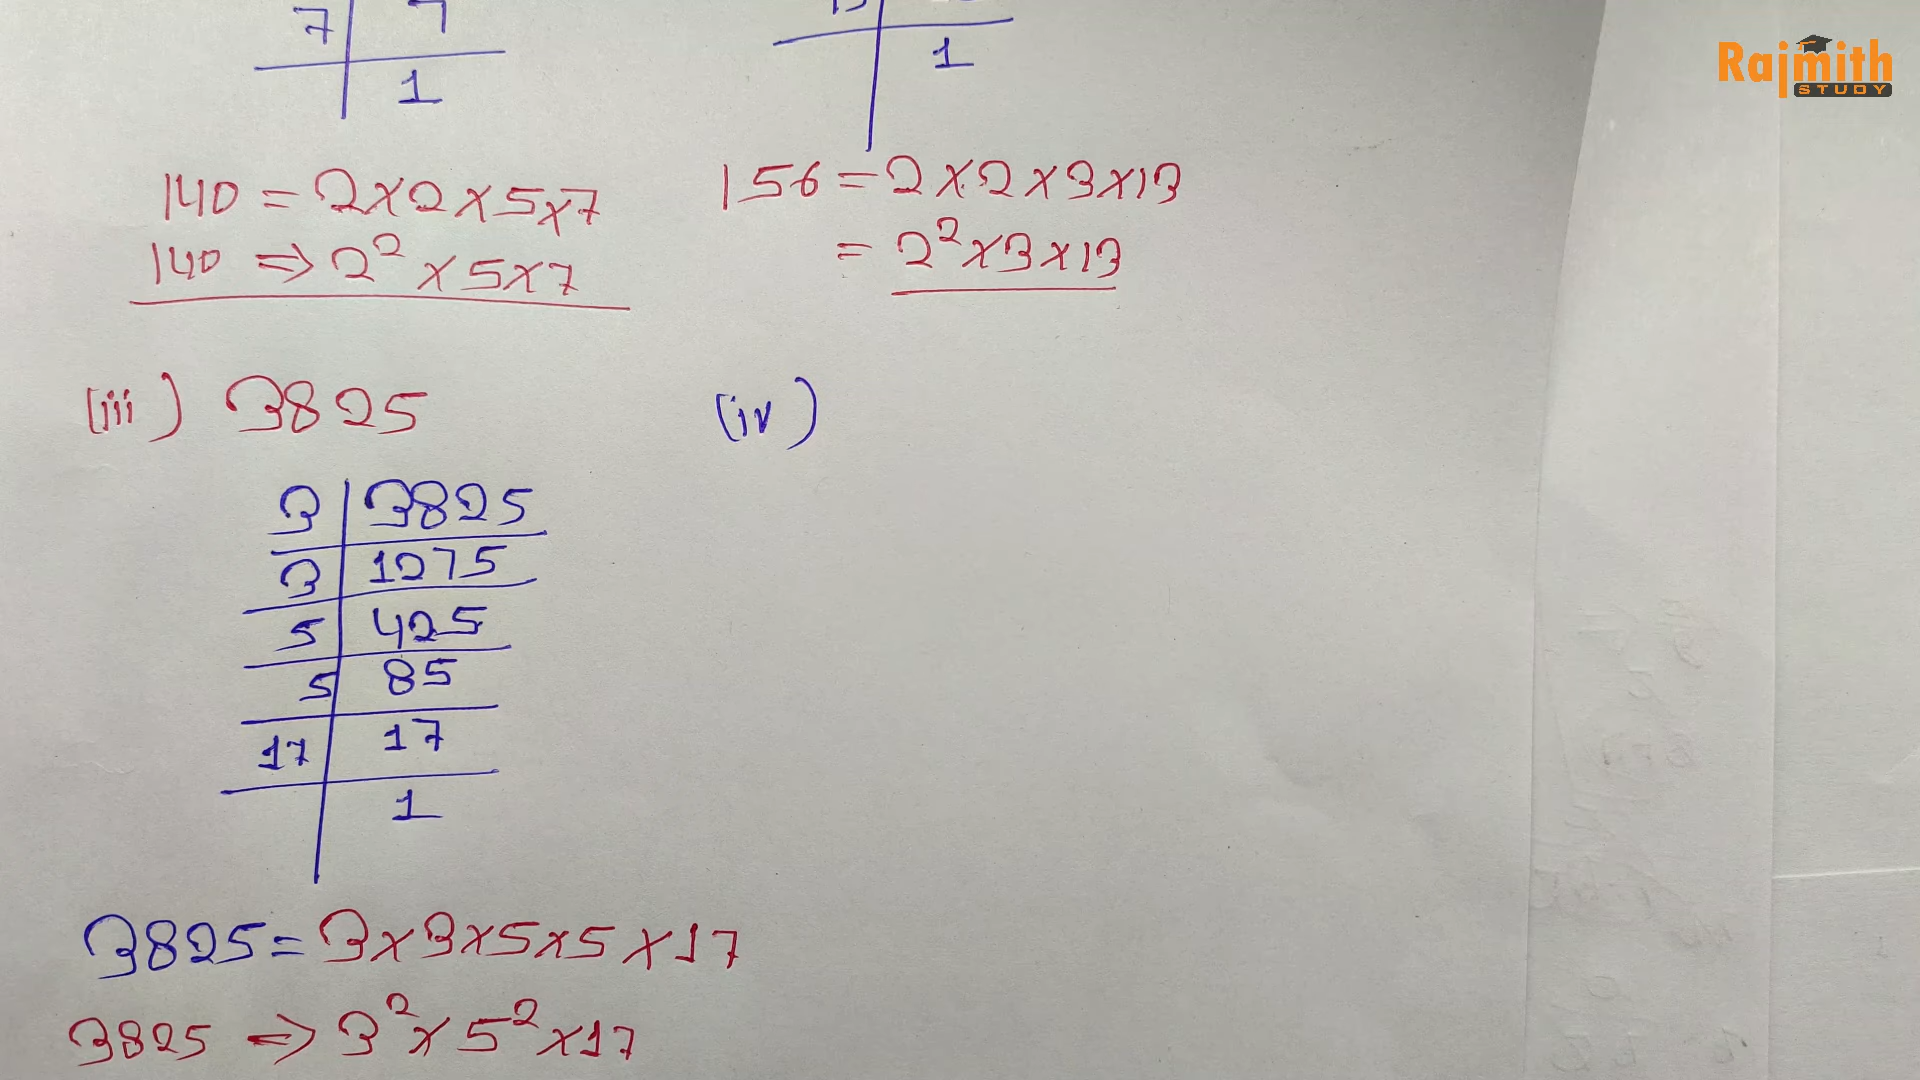 Rajmith
STUDY
7 | 7
1
1
140 = 2×2×5×7
140 ⇒ 2² × 5×7
156 = 2×2×3×13
= 2²×3×13
(iii) 3825
3 | 3825
3 | 1275
5 | 425
5 | 85
17 | 17
1
3825 = 3×3×5×5×17
3825 ⇒ 3²×5²×17
(iv)